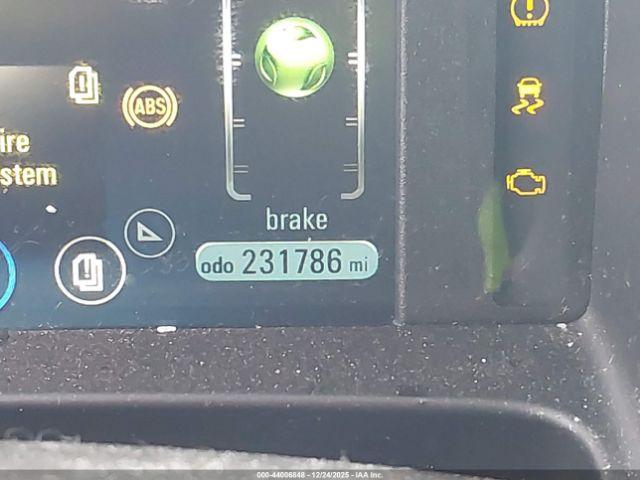 ABS
ire
stem
brake
odo 231786 mi
000-44006848 - 12/24/2025 - IAA Inc.